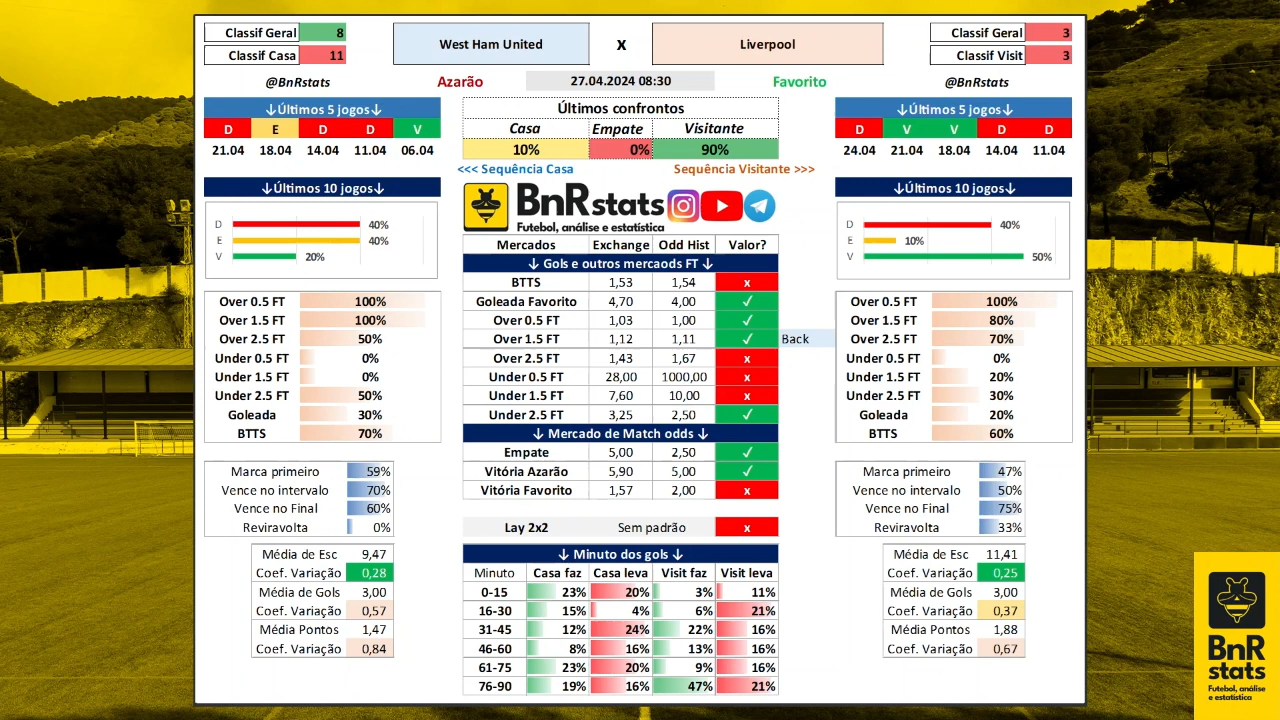 Classif Geral 8
Classif Casa 11
West Ham United x Liverpool
Classif Geral 3
Classif Visit 3
@BnRstats
Azarão 27.04.2024 08:30 Favorito
@BnRstats
↓Últimos 5 jogos↓
D E D D V
21.04 18.04 14.04 11.04 06.04
Últimos confrontos
Casa Empate Visitante
10% 0% 90%
<<< Sequência Casa Sequência Visitante >>>
↓Últimos 5 jogos↓
D V V D D
24.04 21.04 18.04 14.04 11.04
↓Últimos 10 jogos↓
D 40%
E 40%
V 20%
Over 0.5 FT 100%
Over 1.5 FT 100%
Over 2.5 FT 50%
Under 0.5 FT 0%
Under 1.5 FT 0%
Under 2.5 FT 50%
Goleada 30%
BTTS 70%
Marca primeiro 59%
Vence no intervalo 70%
Vence no Final 60%
Reviravolta 0%
Média de Esc 9,47
Coef. Variação 0,28
Média de Gols 3,00
Coef. Variação 0,57
Média Pontos 1,47
Coef. Variação 0,84
BnRstats
Futebol, análise e estatística
Mercados Exchange Odd Hist Valor?
↓ Gols e outros mercaods FT ↓
BTTS 1,53 1,54 x
Goleada Favorito 4,70 4,00 ✓
Over 0.5 FT 1,03 1,00 ✓
Over 1.5 FT 1,12 1,11 ✓ Back
Over 2.5 FT 1,43 1,67 x
Under 0.5 FT 28,00 1000,00 x
Under 1.5 FT 7,60 10,00 x
Under 2.5 FT 3,25 2,50 ✓
↓ Mercado de Match odds ↓
Empate 5,00 2,50 ✓
Vitória Azarão 5,90 5,00 ✓
Vitória Favorito 1,57 2,00 x
Lay 2x2 Sem padrão x
↓ Minuto dos gols ↓
Minuto Casa faz Casa leva Visit faz Visit leva
0-15 23% 20% 3% 11%
16-30 15% 4% 6% 21%
31-45 12% 24% 22% 16%
46-60 8% 16% 13% 16%
61-75 23% 20% 9% 16%
76-90 19% 16% 47% 21%
↓Últimos 10 jogos↓
D 40%
E 10%
V 50%
Over 0.5 FT 100%
Over 1.5 FT 80%
Over 2.5 FT 70%
Under 0.5 FT 0%
Under 1.5 FT 20%
Under 2.5 FT 30%
Goleada 20%
BTTS 60%
Marca primeiro 47%
Vence no intervalo 50%
Vence no Final 75%
Reviravolta 33%
Média de Esc 11,41
Coef. Variação 0,25
Média de Gols 3,00
Coef. Variação 0,37
Média Pontos 1,88
Coef. Variação 0,67
BnR
stats
Futebol, análise
e estatística